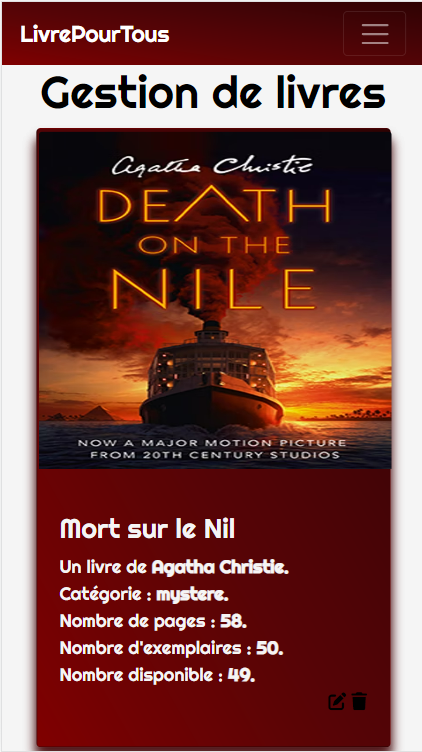 LivrePourTous
Gestion de livres
Agatha Christie
DEATH
ON THE
NILE
NOW A MAJOR MOTION PICTURE
FROM 20TH CENTURY STUDIOS
Mort sur le Nil
Un livre de Agatha Christie.
Catégorie : mystere.
Nombre de pages : 58.
Nombre d'exemplaires : 50.
Nombre disponible : 49.